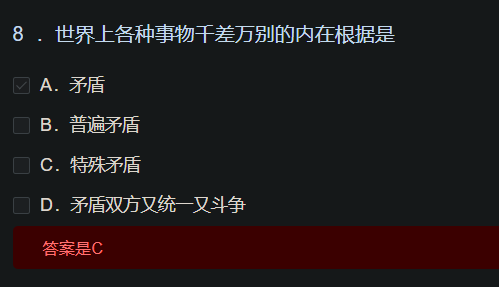 8 ．世界上各种事物千差万别的内在根据是
A．矛盾
B．普遍矛盾
C．特殊矛盾
D．矛盾双方又统一又斗争
答案是C